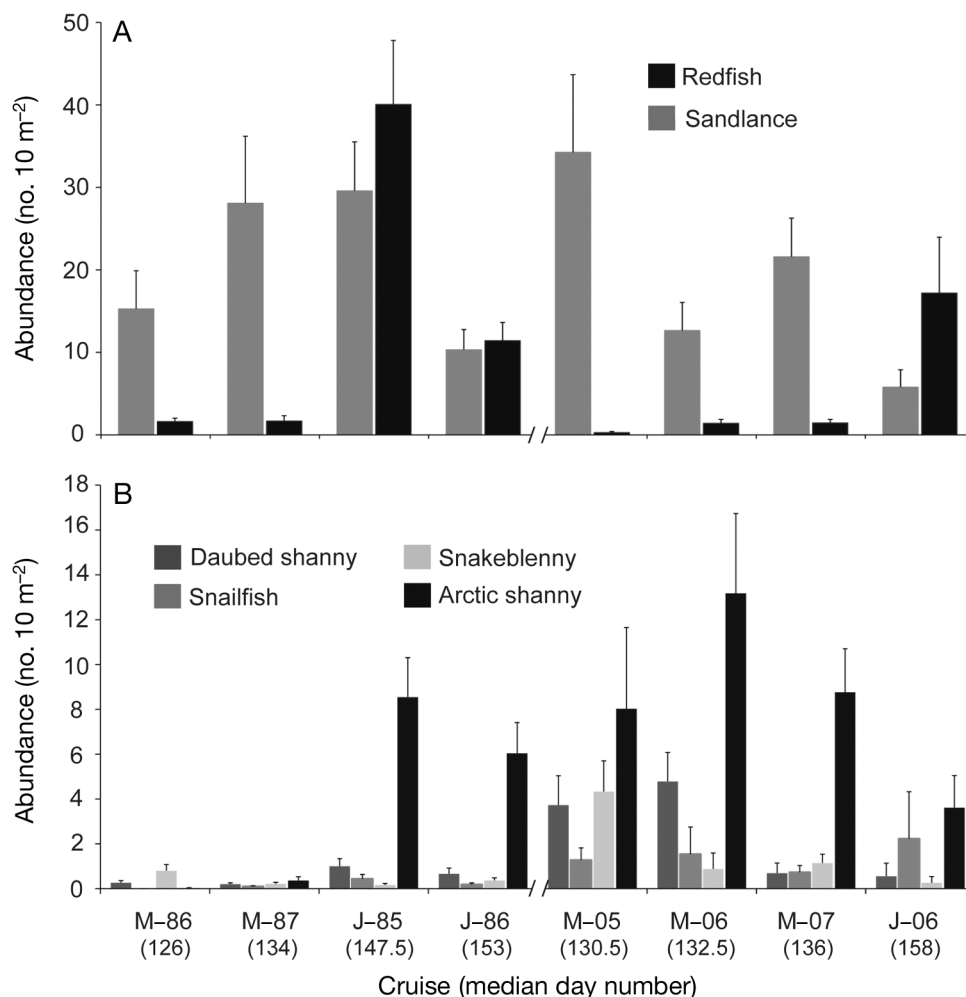 A
50
40
30
20
10
0
Abundance (no. 10 m⁻²)
Redfish
Sandlance
B
18
16
14
12
10
8
6
4
2
0
Abundance (no. 10 m⁻²)
Daubed shanny
Snailfish
Snakeblenny
Arctic shanny
M–86 M–87 J–85 J–86 M–05 M–06 M–07 J–06
(126) (134) (147.5) (153) (130.5) (132.5) (136) (158)
Cruise (median day number)